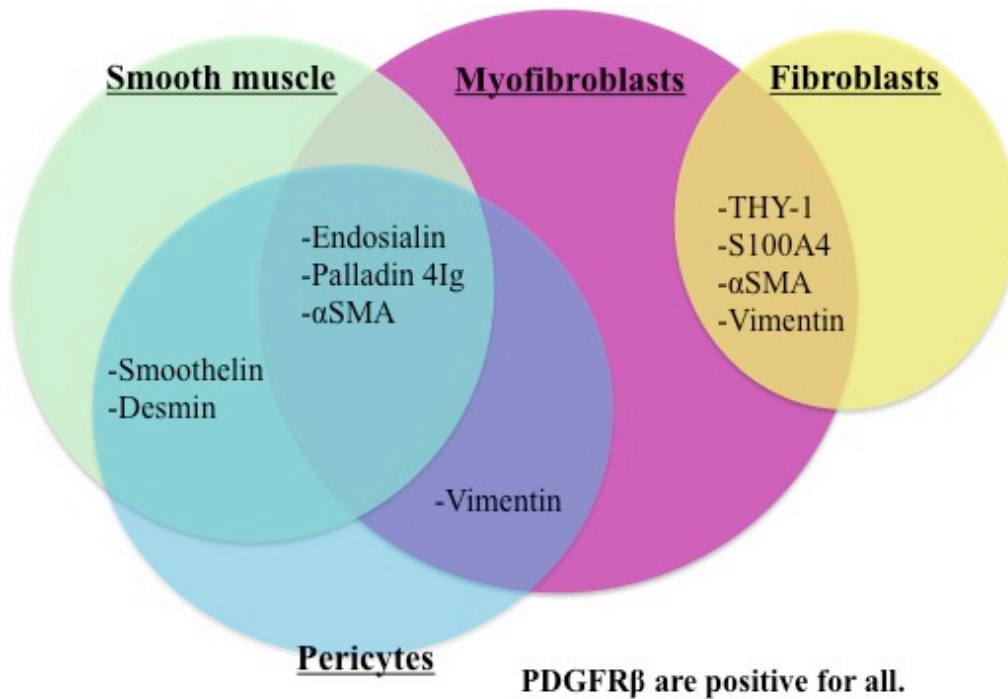 Smooth muscle
Myofibroblasts
Fibroblasts
-Endosialin
-Palladin 4Ig
-αSMA
-THY-1
-S100A4
-αSMA
-Vimentin
-Smoothelin
-Desmin
-Vimentin
Pericytes
PDGFRβ are positive for all.